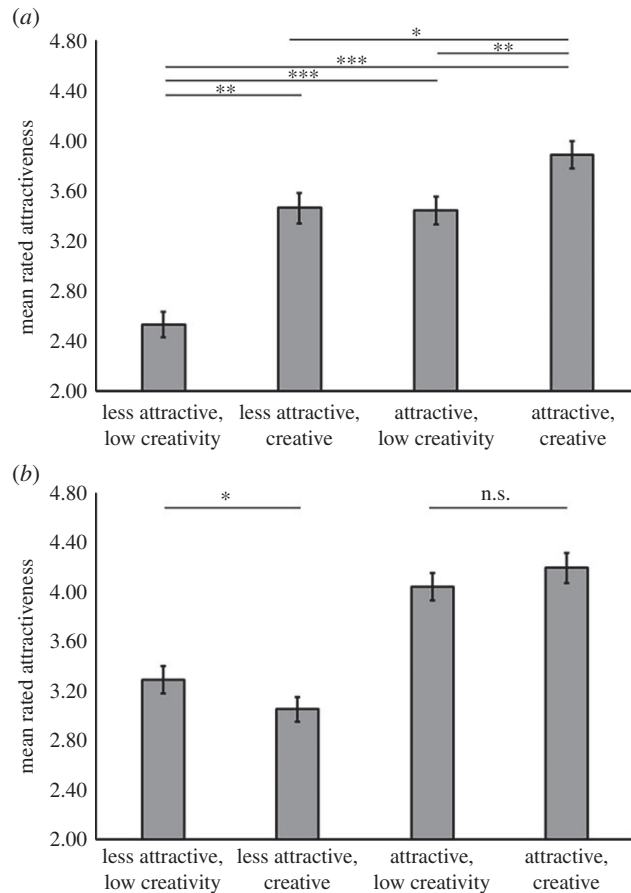 (a)
4.80
4.40
4.00
3.60
3.20
2.80
2.40
2.00
mean rated attractiveness
*
**
***
***
**
less attractive, less attractive, attractive, attractive,
low creativity creative low creativity creative
(b)
4.80
4.40
4.00
3.60
3.20
2.80
2.40
2.00
mean rated attractiveness
* n.s.
less attractive, less attractive, attractive, attractive,
low creativity creative low creativity creative